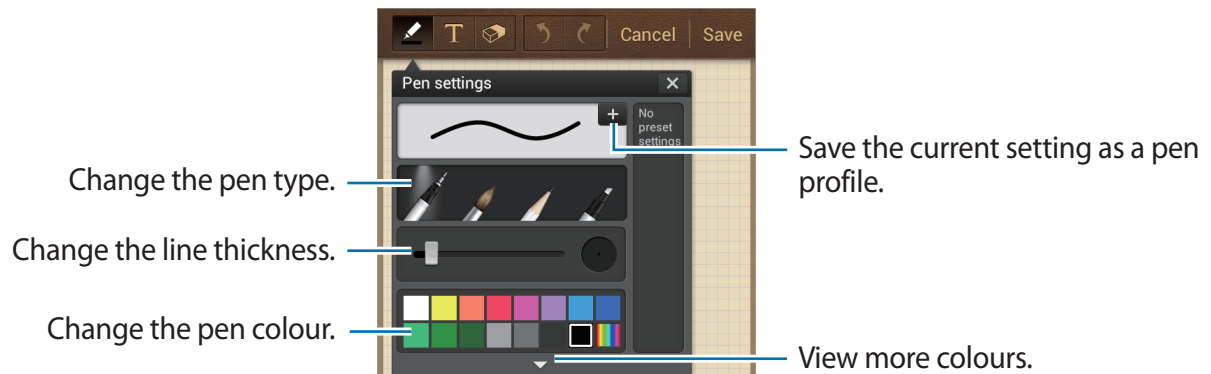 T Cancel Save
Pen settings
No
preset
settings
Save the current setting as a pen
profile.
Change the pen type.
Change the line thickness.
Change the pen colour.
View more colours.